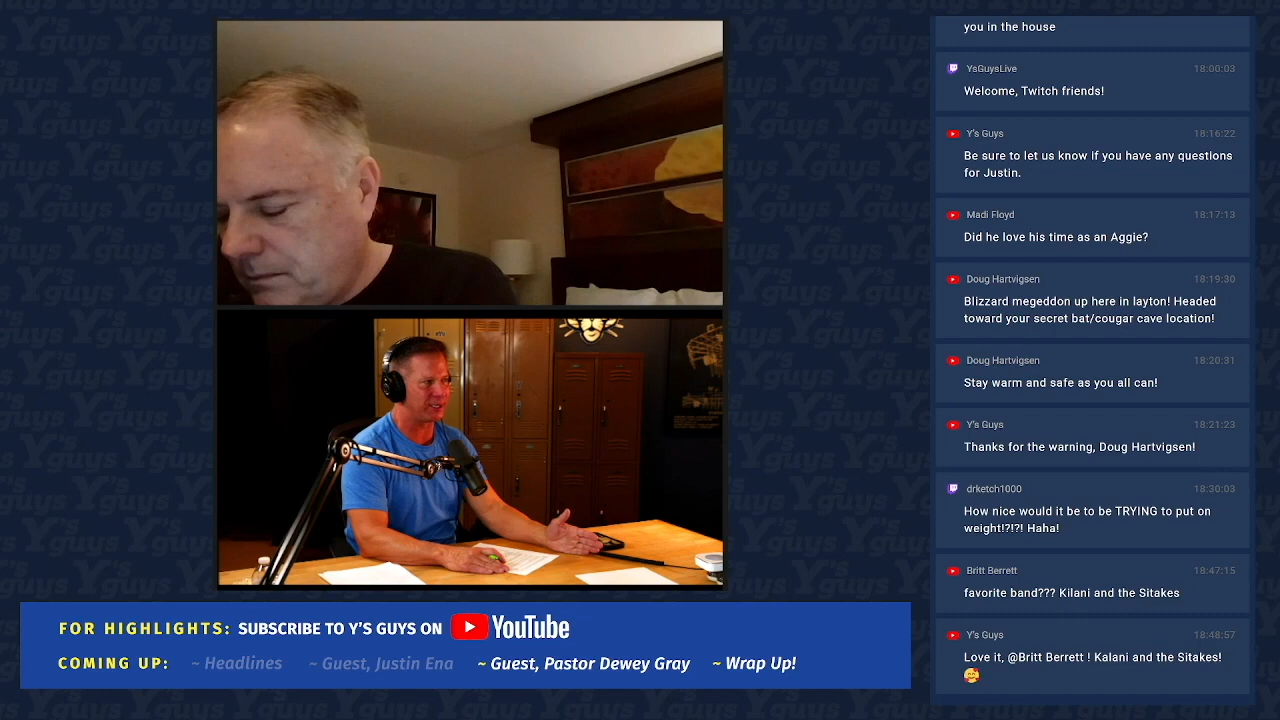 you in the house
YsGuysLive 18:00:03
Welcome, Twitch friends!
Y's Guys 18:16:22
Be sure to let us know if you have any questions
for Justin.
Madi Floyd 18:17:13
Did he love his time as an Aggie?
Doug Hartvigsen 18:19:30
Blizzard megeddon up here in layton! Headed
toward your secret bat/cougar cave location!
Doug Hartvigsen 18:20:31
Stay warm and safe as you all can!
Y's Guys 18:21:23
Thanks for the warning, Doug Hartvigsen!
drketch1000 18:30:03
How nice would it be to be TRYING to put on
weight!?!?! Haha!
Britt Berrett 18:47:15
favorite band??? Kilani and the Sitakes
Y's Guys 18:48:57
Love it, @Britt Berrett ! Kalani and the Sitakes!
🥰
FOR HIGHLIGHTS: SUBSCRIBE TO Y'S GUYS ON YouTube
COMING UP: ~ Headlines ~ Guest, Justin Ena ~ Guest, Pastor Dewey Gray ~ Wrap Up!
Y's guys